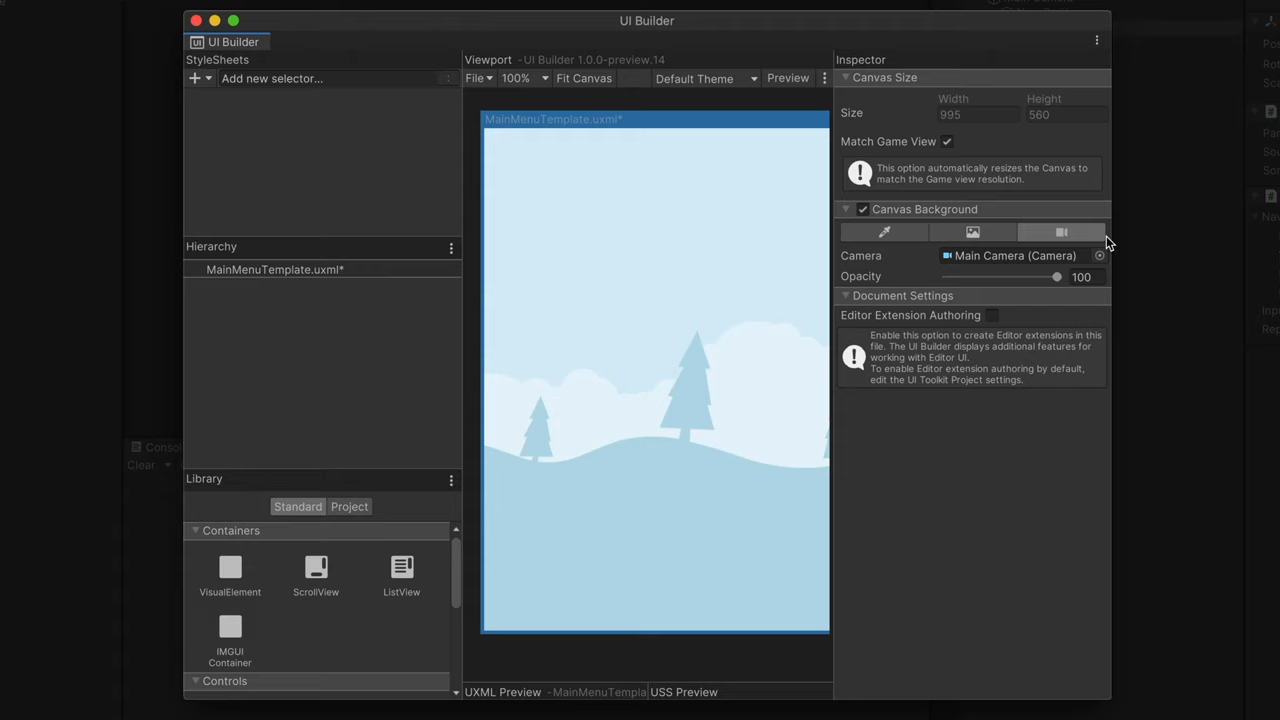 UI Builder
UI Builder
StyleSheets
Add new selector...
Viewport - UI Builder 1.0.0-preview.14
File 100% Fit Canvas Default Theme Preview
MainMenuTemplate.uxml*
Hierarchy
MainMenuTemplate.uxml*
Library
Standard Project
Containers
VisualElement ScrollView ListView
IMGUI
Container
Controls
UXML Preview - MainMenuTempla USS Preview
Inspector
Canvas Size
Width Height
Size 995 560
Match Game View
This option automatically resizes the Canvas to
match the Game view resolution.
Canvas Background
Camera Main Camera (Camera)
Opacity 100
Document Settings
Editor Extension Authoring
Enable this option to create Editor extensions in this
file. The UI Builder displays additional features for
working with Editor UI.
To enable Editor extension authoring by default,
edit the UI Toolkit Project settings.
Consol
Clear